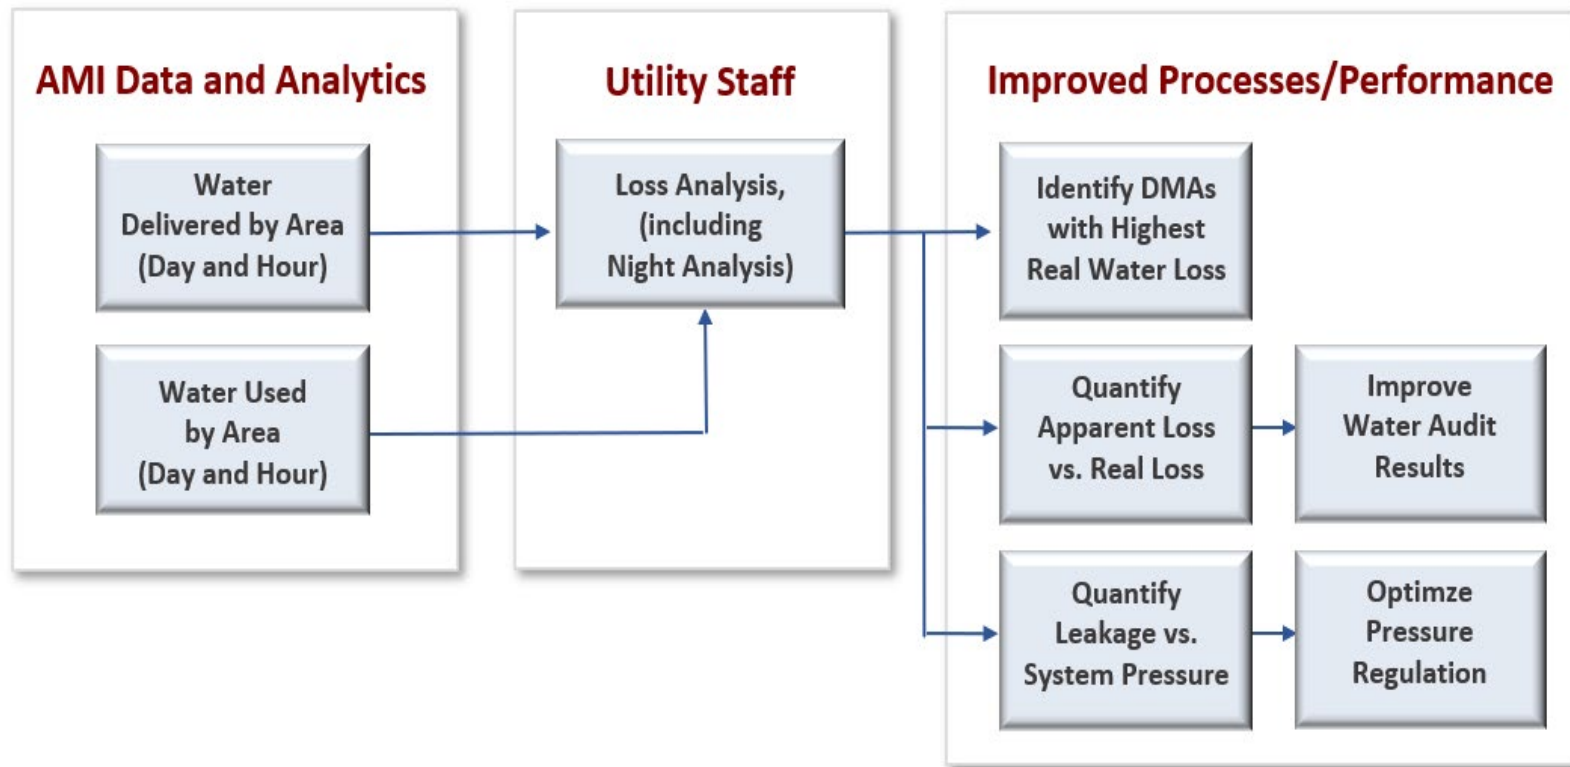 AMI Data and Analytics
Water
Delivered by Area
(Day and Hour)
Water Used
by Area
(Day and Hour)
Utility Staff
Loss Analysis,
(including
Night Analysis)
Improved Processes/Performance
Identify DMAs
with Highest
Real Water Loss
Quantify
Apparent Loss
vs. Real Loss
Improve
Water Audit
Results
Quantify
Leakage vs.
System Pressure
Optimze
Pressure
Regulation